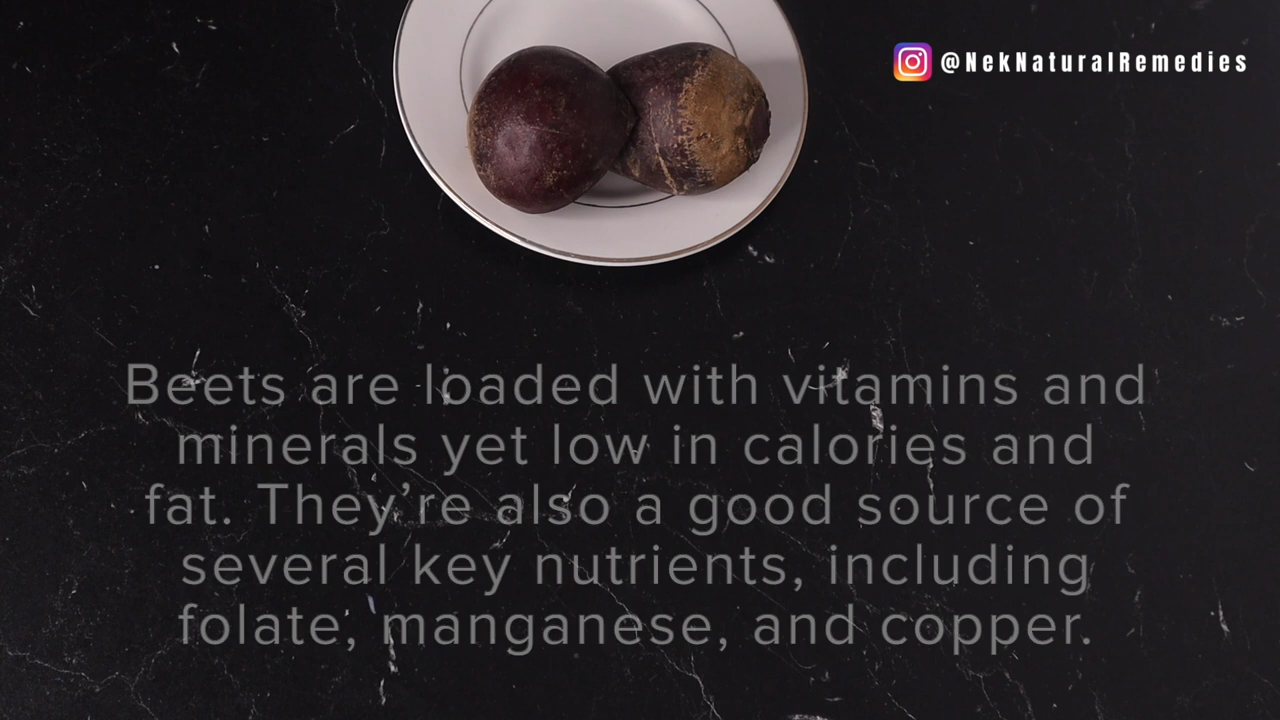 @NekNaturalRemedies
Beets are loaded with vitamins and
minerals yet low in calories and
fat. They’re also a good source of
several key nutrients, including
folate, manganese, and copper.